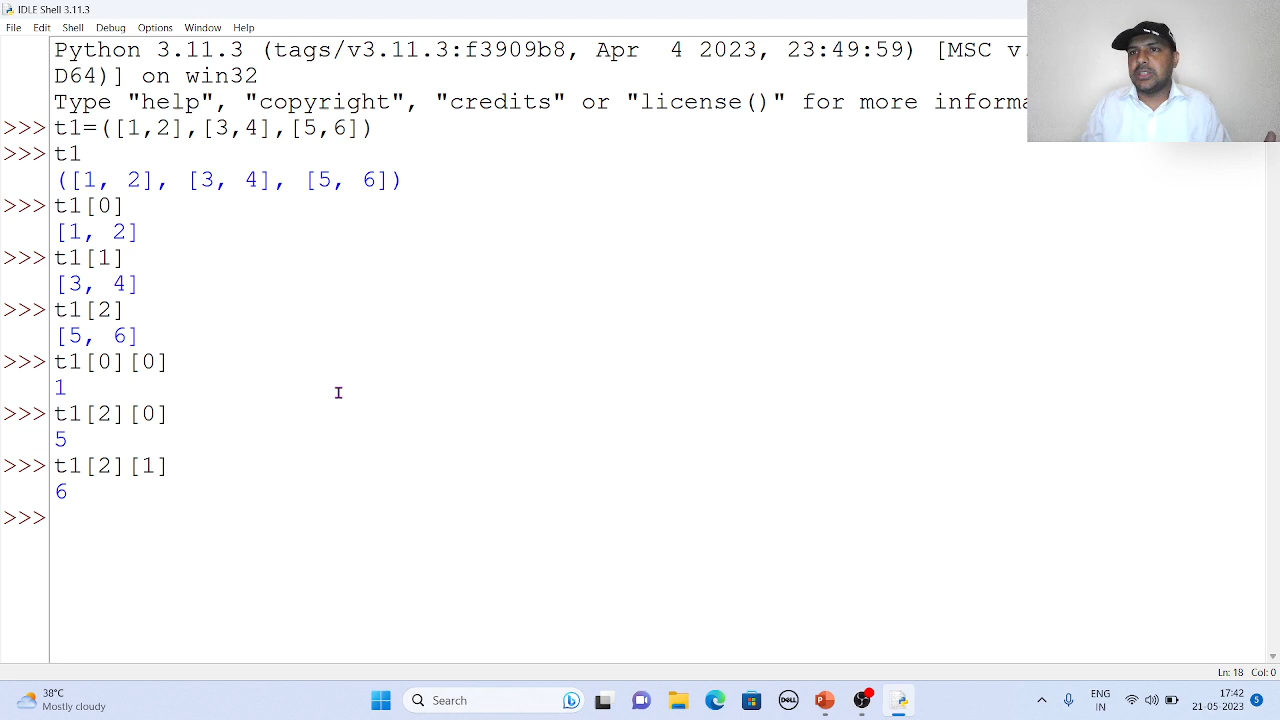 IDLE Shell 3.11.3
File Edit Shell Debug Options Window Help
Python 3.11.3 (tags/v3.11.3:f3909b8, Apr  4 2023, 23:49:59) [MSC v
D64)] on win32
Type "help", "copyright", "credits" or "license()" for more informa
>>> t1=([1,2],[3,4],[5,6])
>>> t1
([1, 2], [3, 4], [5, 6])
>>> t1[0]
[1, 2]
>>> t1[1]
[3, 4]
>>> t1[2]
[5, 6]
>>> t1[0][0]
1
>>> t1[2][0]
5
>>> t1[2][1]
6
>>>
Ln: 18 Col: 0
38°C
Mostly cloudy
Search
DELL
ENG
IN
17:42
21-05-2023
5